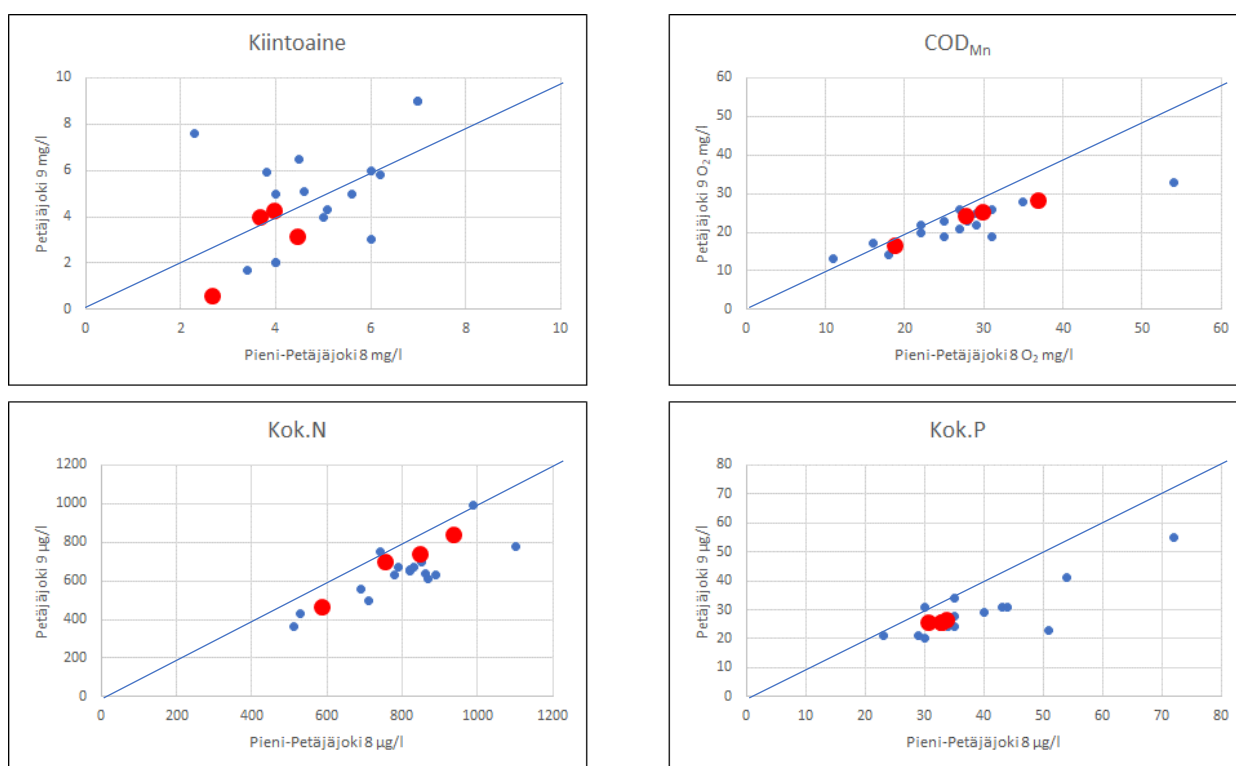 Kiintoaine
10
8
6
4
2
0
Petäjäjoki 9 mg/l
0 2 4 6 8 10
Pieni-Petäjäjoki 8 mg/l
COD Mn
60
50
40
30
20
10
0
Petäjäjoki 9 O₂ mg/l
0 10 20 30 40 50 60
Pieni-Petäjäjoki 8 O₂ mg/l
Kok.N
1200
1000
800
600
400
200
0
Petäjäjoki 9 µg/l
0 200 400 600 800 1000 1200
Pieni-Petäjäjoki 8 µg/l
Kok.P
80
70
60
50
40
30
20
10
0
Petäjäjoki 9 µg/l
0 10 20 30 40 50 60 70 80
Pieni-Petäjäjoki 8 µg/l